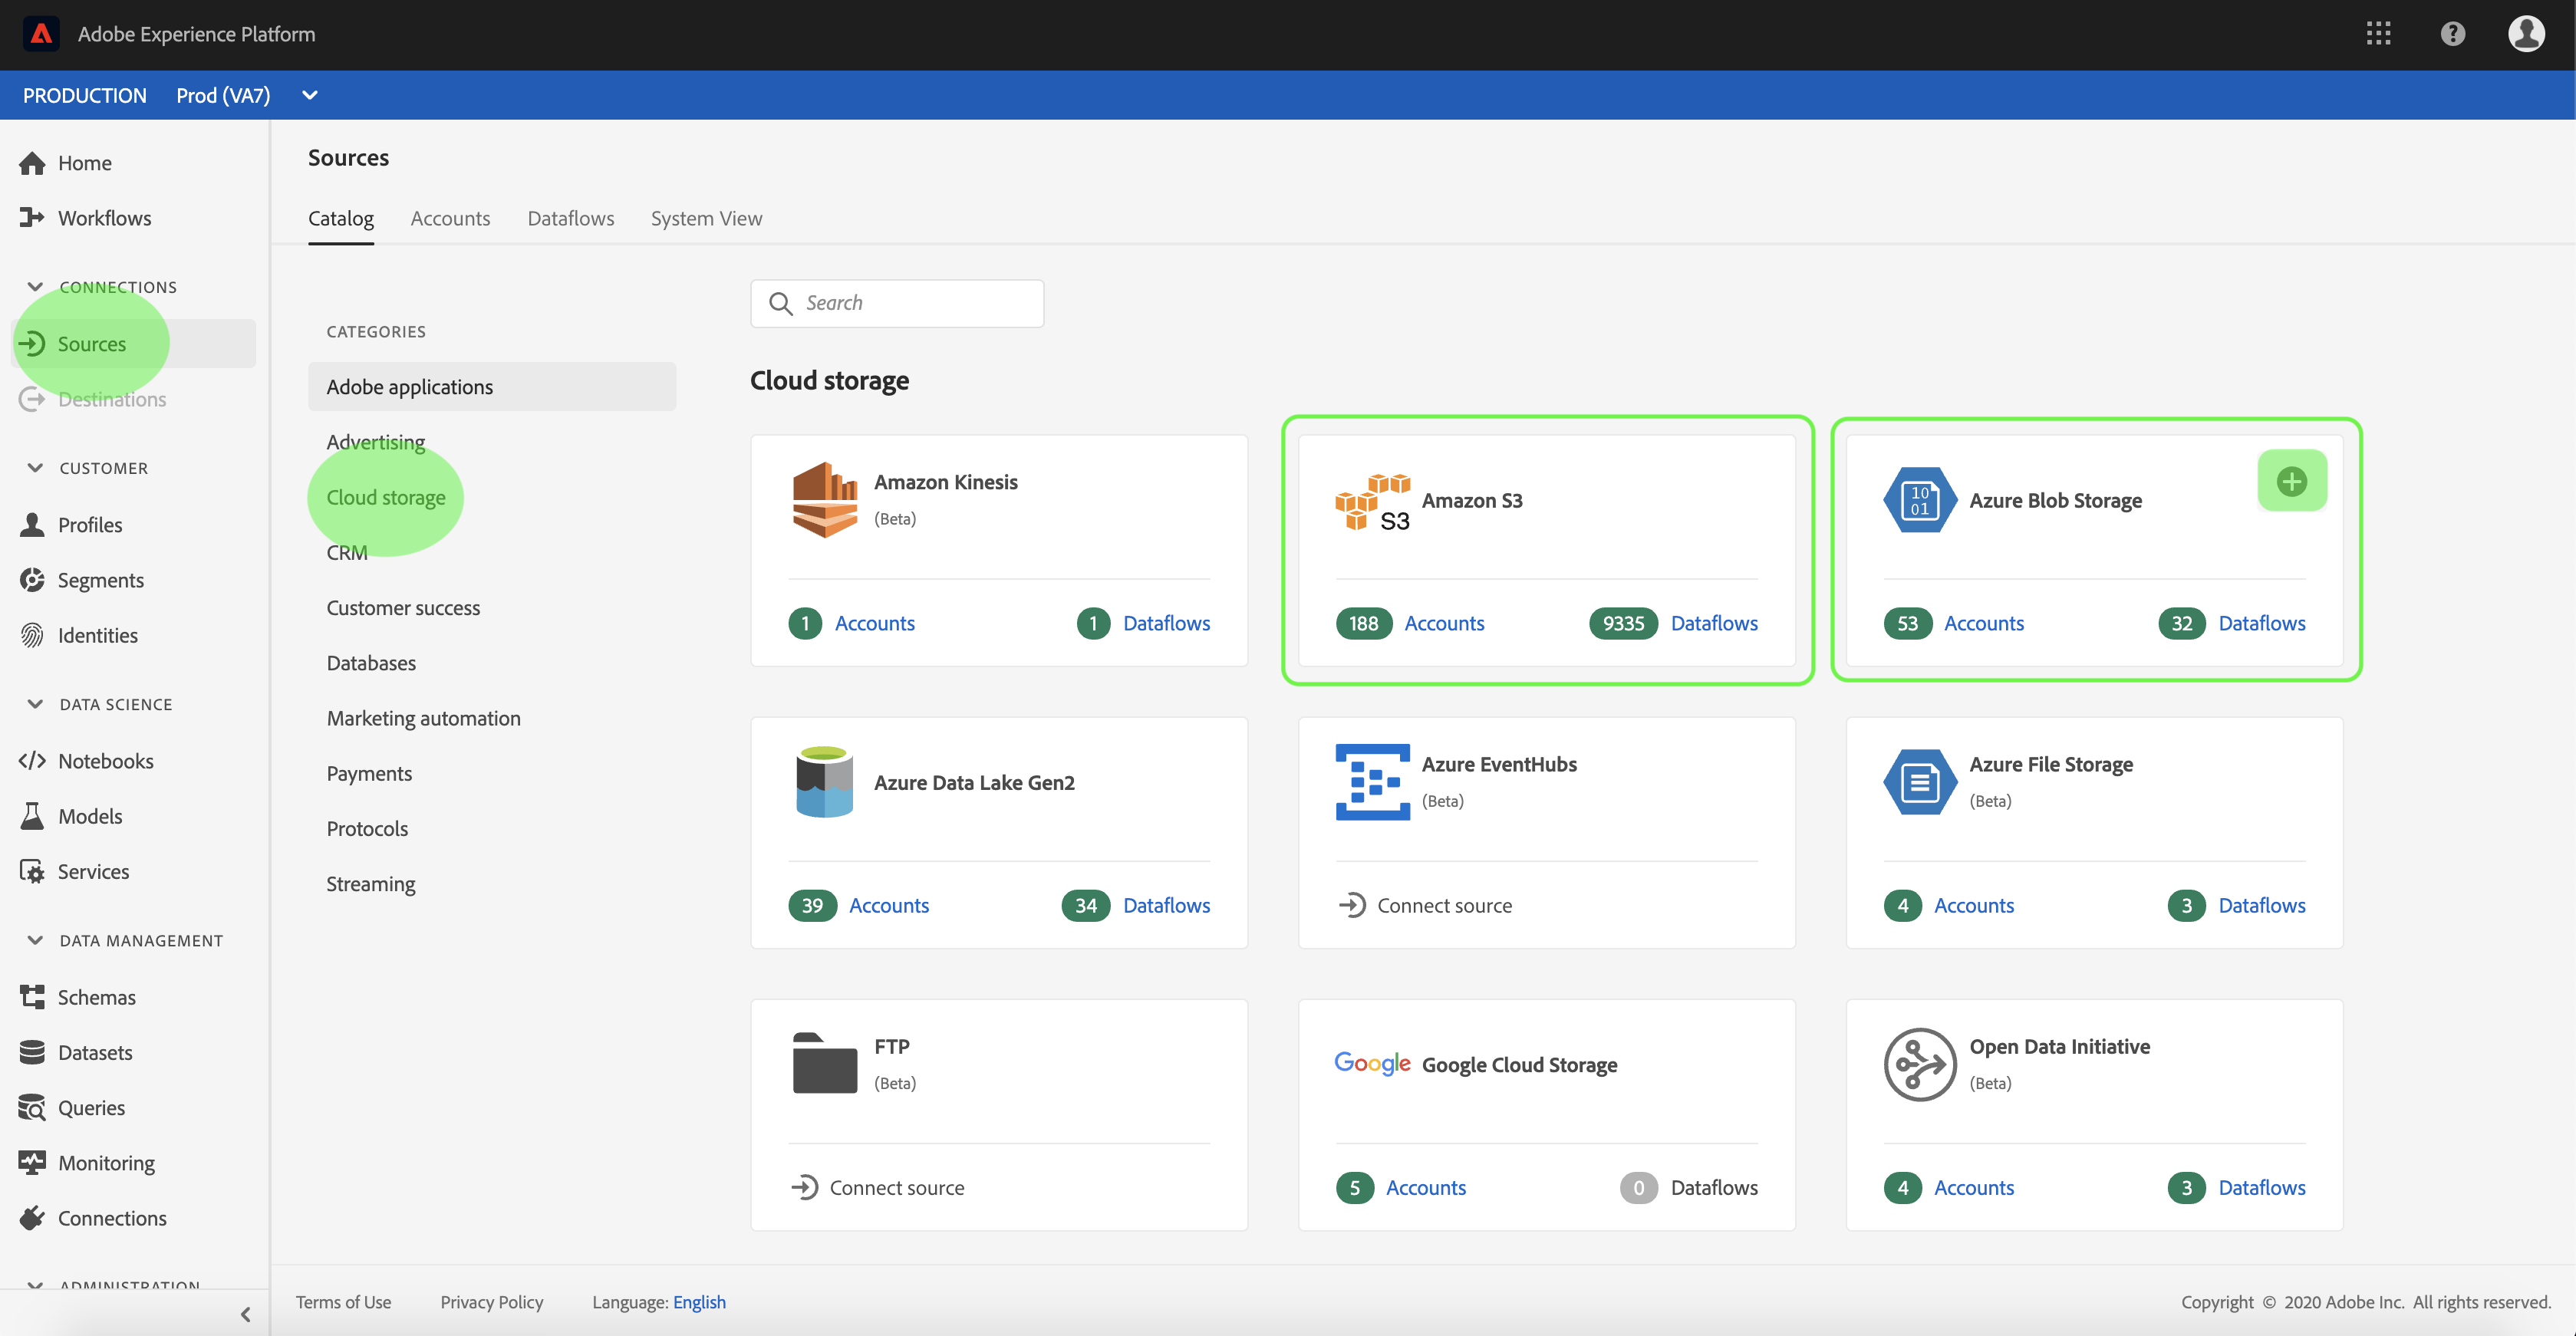 Adobe Experience Platform
PRODUCTION Prod (VA7)
Home
Workflows
CONNECTIONS
Sources
Destinations
CUSTOMER
Profiles
Segments
Identities
DATA SCIENCE
Notebooks
Models
Services
DATA MANAGEMENT
Schemas
Datasets
Queries
Monitoring
Connections
ADMINISTRATION
Sources
Catalog Accounts Dataflows System View
CATEGORIES
Adobe applications
Advertising
Cloud storage
CRM
Customer success
Databases
Marketing automation
Payments
Protocols
Streaming
Search
Cloud storage
Amazon Kinesis
(Beta)
1 Accounts 1 Dataflows
S3 Amazon S3
188 Accounts 9335 Dataflows
10
01
Azure Blob Storage
53 Accounts 32 Dataflows
Azure Data Lake Gen2
39 Accounts 34 Dataflows
Azure EventHubs
(Beta)
Connect source
Azure File Storage
(Beta)
4 Accounts 3 Dataflows
FTP
(Beta)
Connect source
Google Google Cloud Storage
5 Accounts 0 Dataflows
Open Data Initiative
(Beta)
4 Accounts 3 Dataflows
Terms of Use Privacy Policy Language: English
Copyright © 2020 Adobe Inc. All rights reserved.